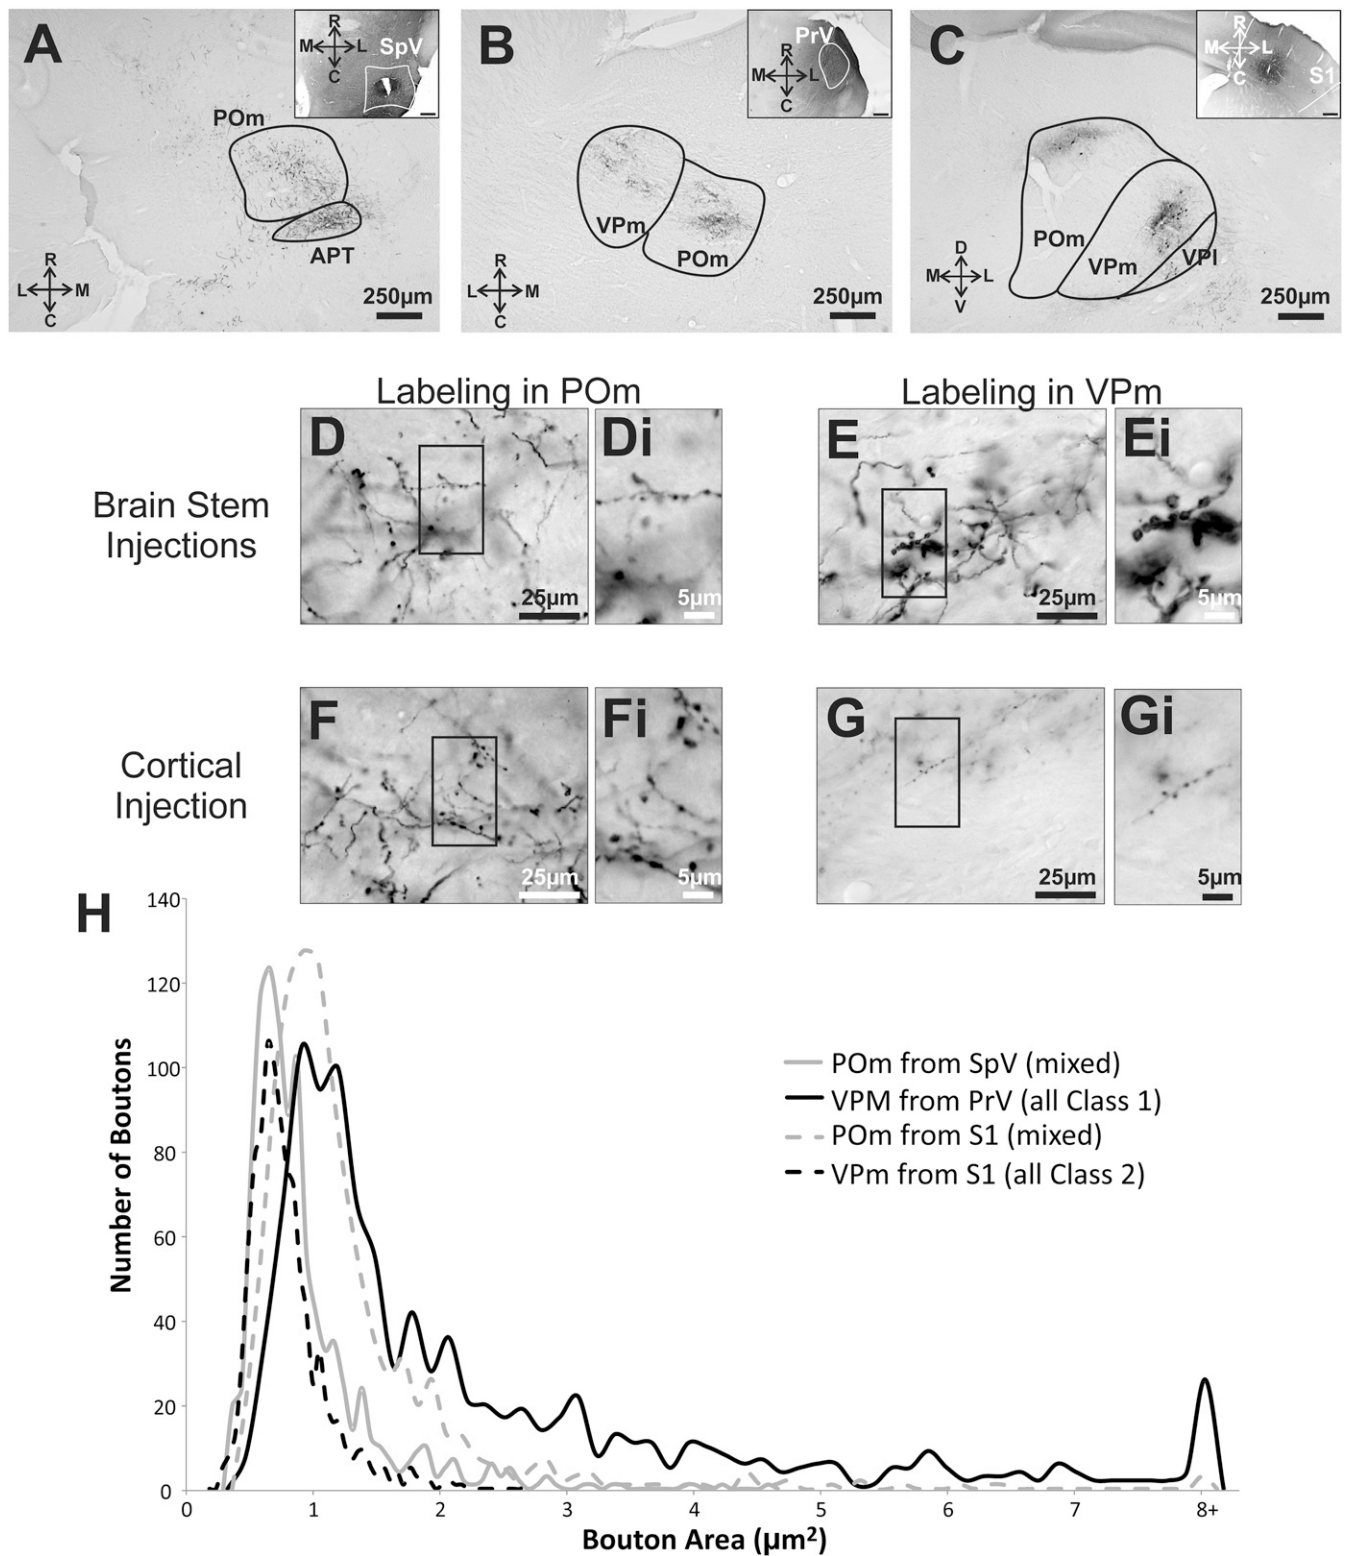 A
R
M L
C
SpV
POm
APT
R
L M
C
250µm
B
R
M L
C
PrV
VPm
POm
R
L M
C
250µm
C
R
M L
C
S1
POm
VPm
VPl
D
M L
V
250µm
Labeling in POm
Labeling in VPm
Brain Stem
Injections
D
25µm
Di
5µm
E
25µm
Ei
5µm
Cortical
Injection
F
25µm
Fi
5µm
G
25µm
Gi
5µm
H
Number of Boutons
140
120
100
80
60
40
20
0
POm from SpV (mixed)
VPM from PrV (all Class 1)
POm from S1 (mixed)
VPm from S1 (all Class 2)
0 1 2 3 4 5 6 7 8+
Bouton Area (µm²)